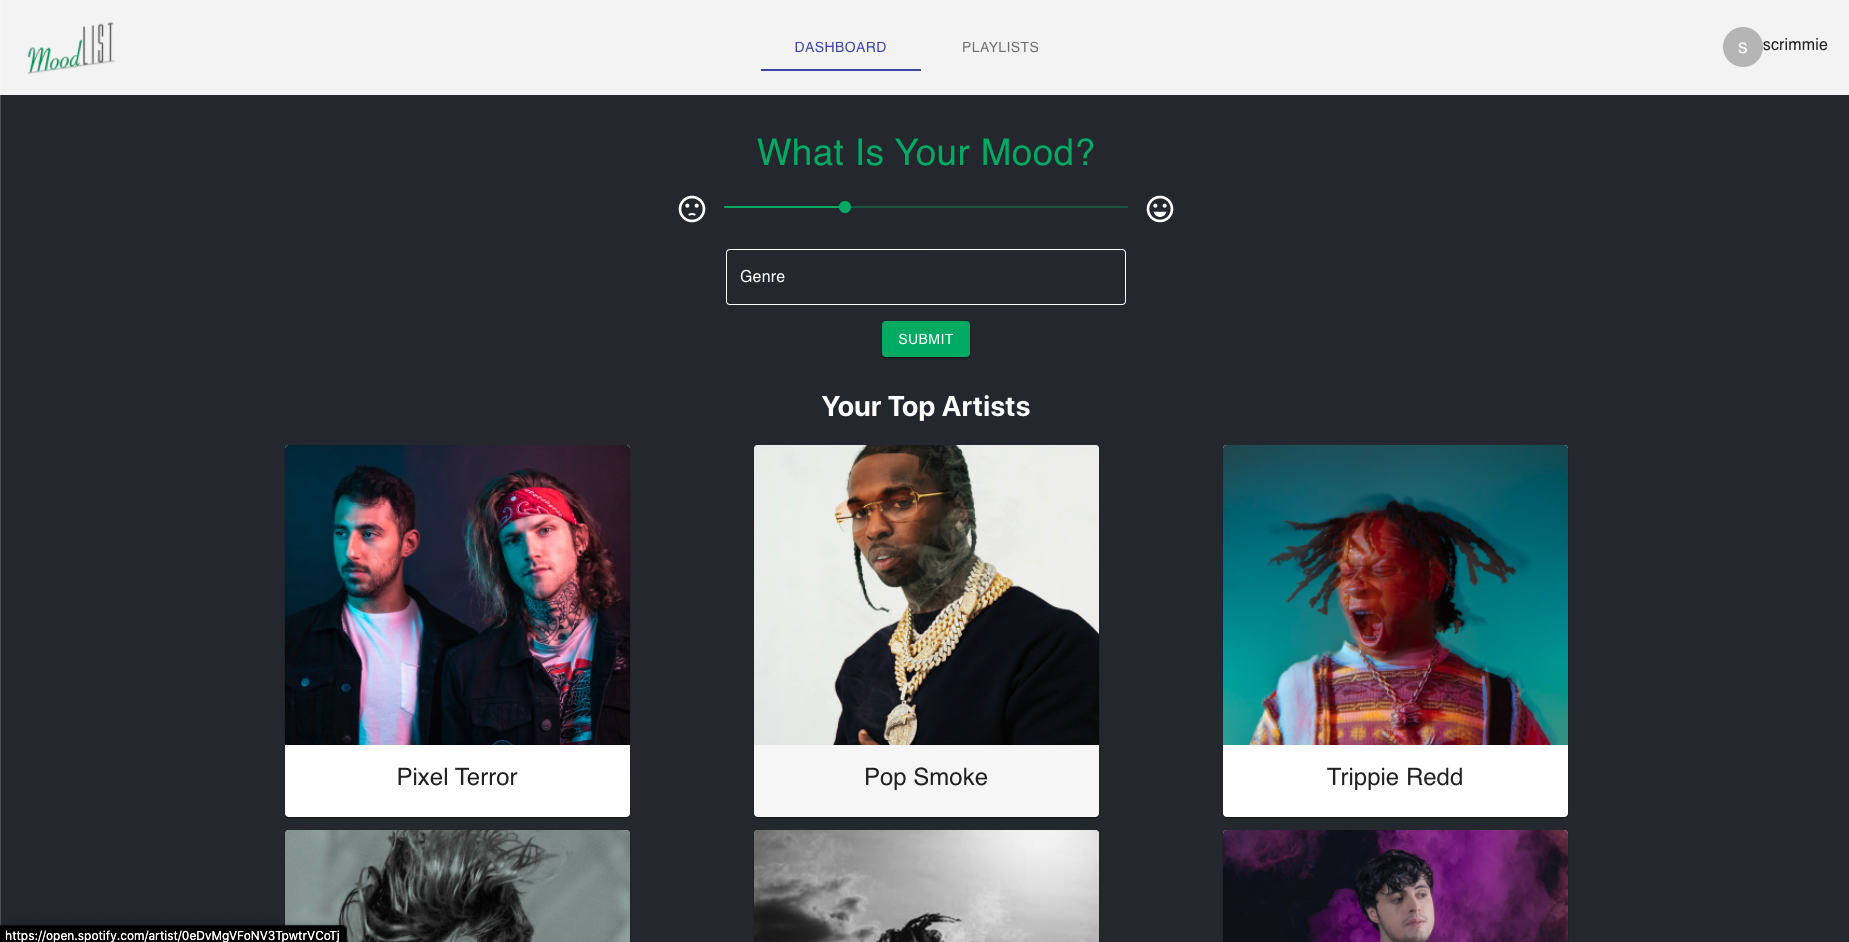 MoodLIST
DASHBOARD
PLAYLISTS
S
scrimmie
What Is Your Mood?
Genre
SUBMIT
Your Top Artists
Pixel Terror
Pop Smoke
Trippie Redd
https://open.spotify.com/artist/0eDvMgVFoNV3TpwtrVCoTj